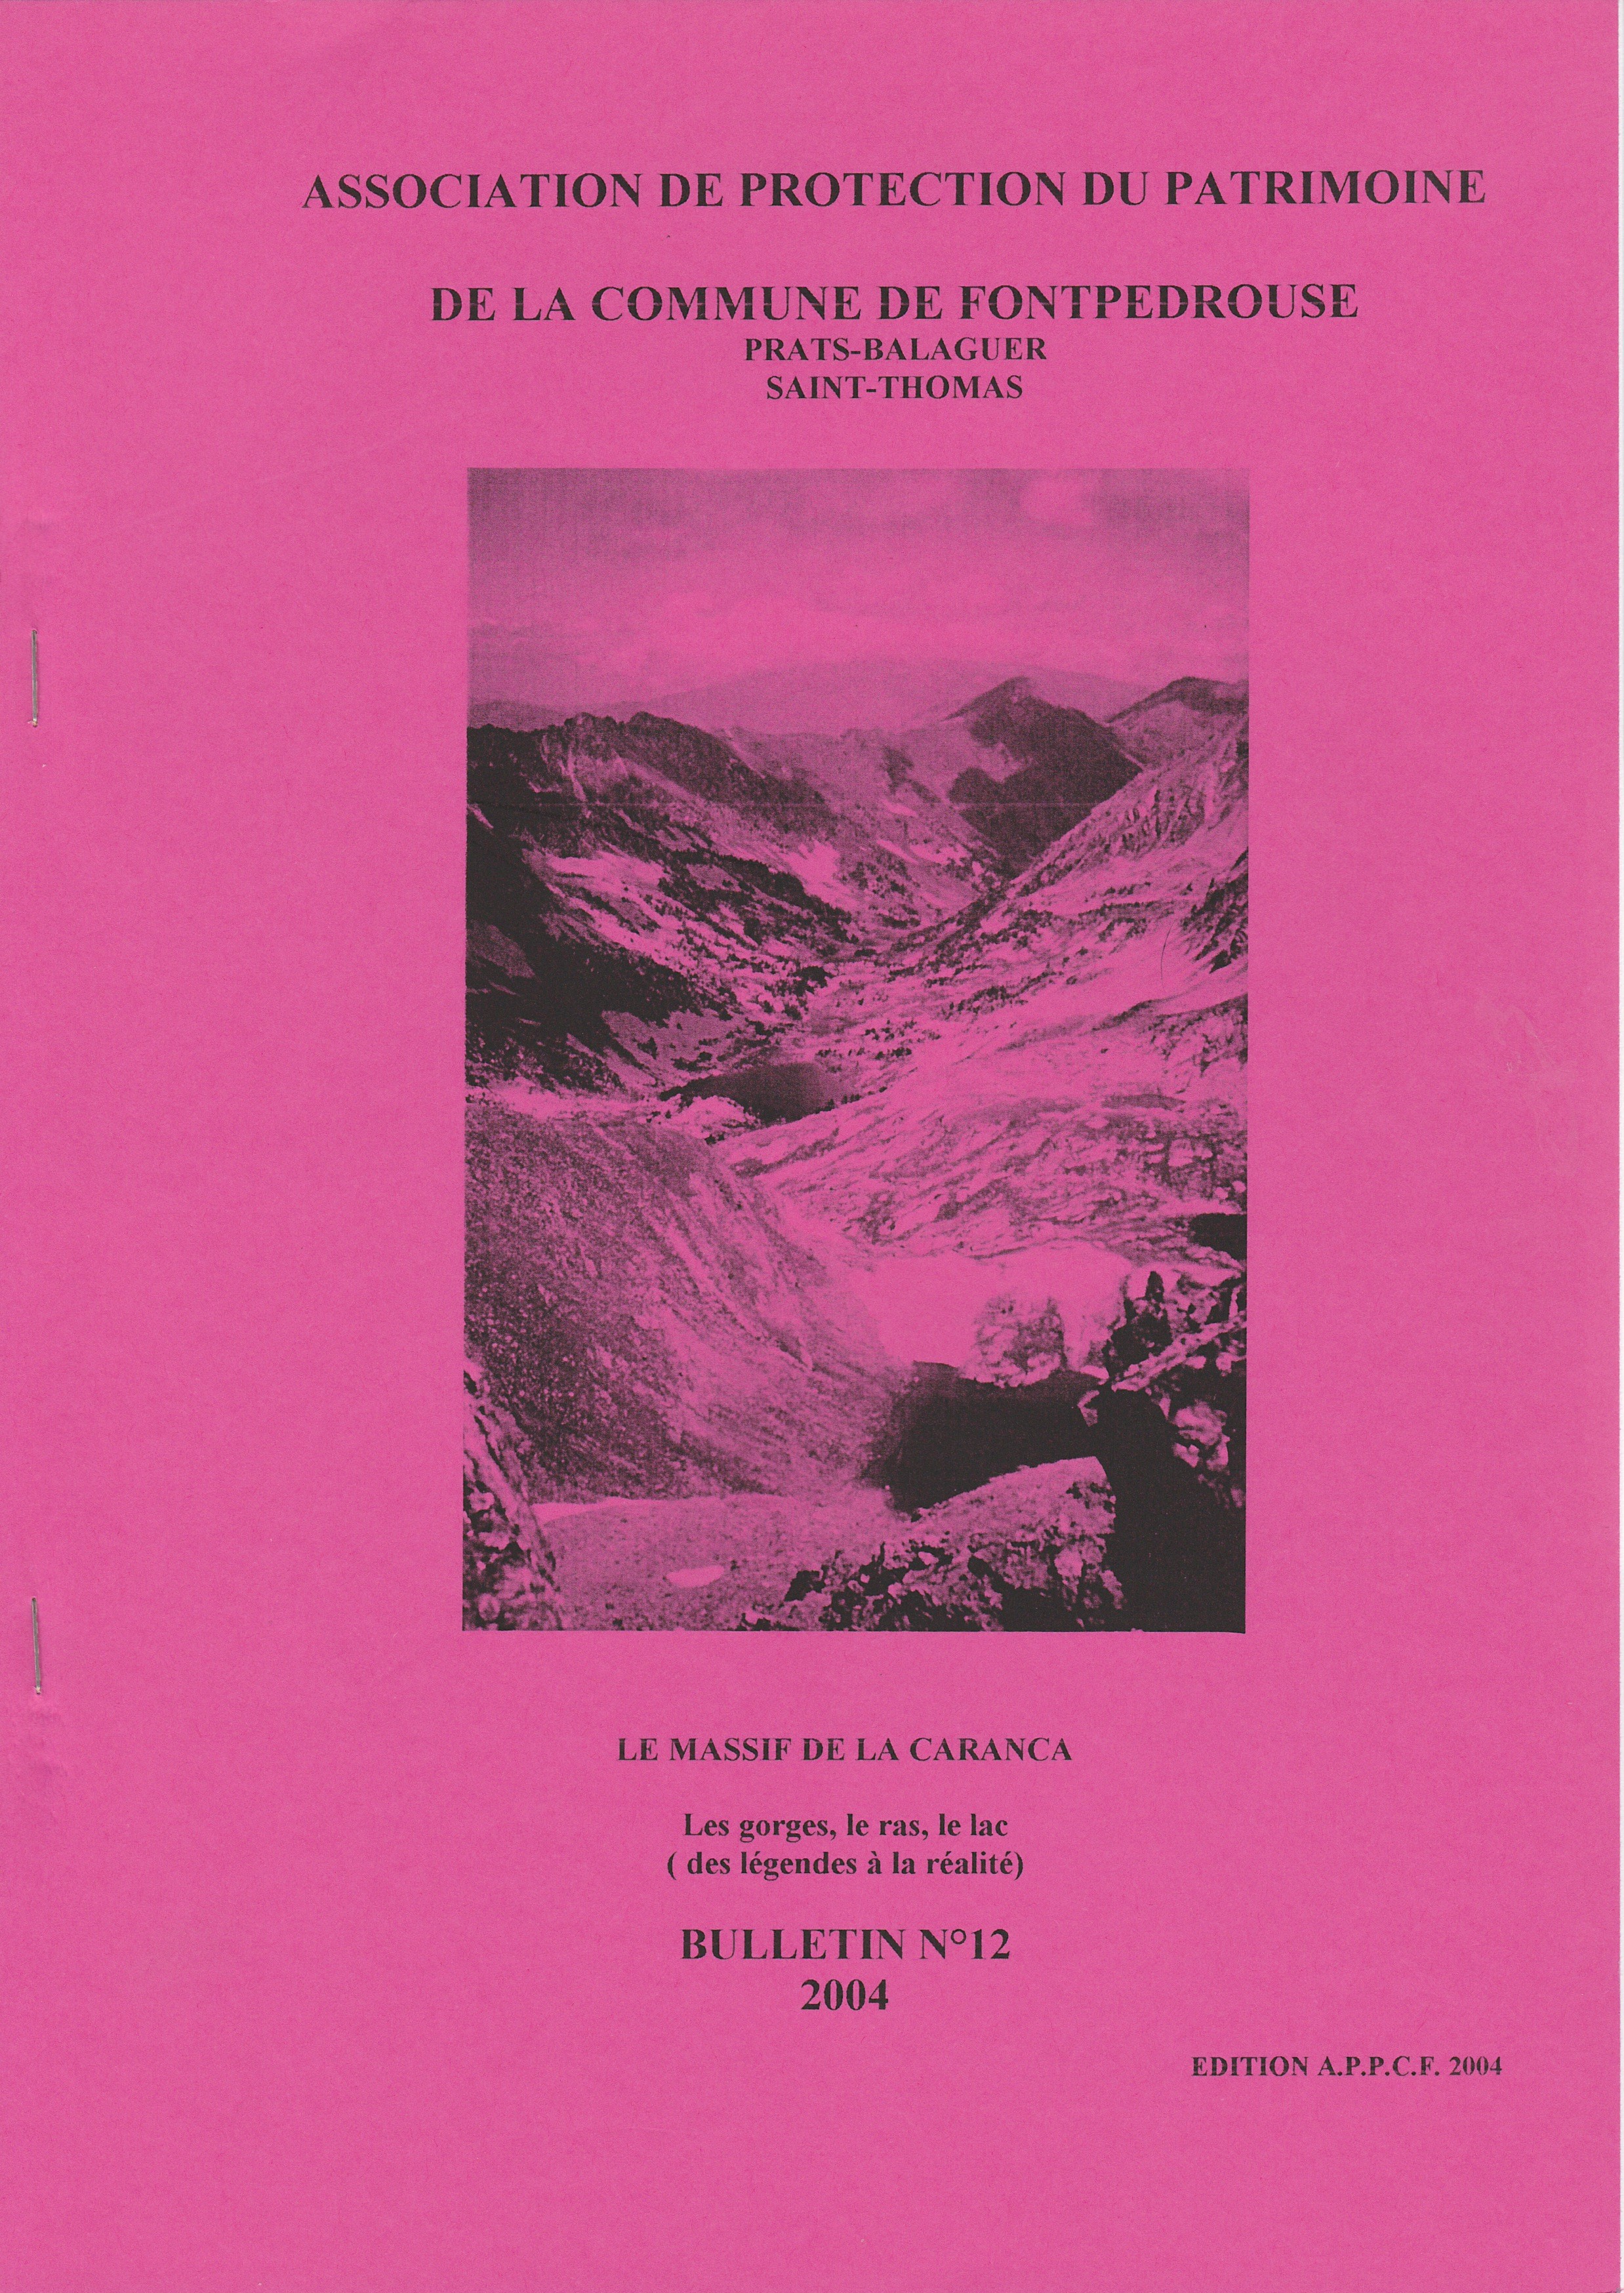 ASSOCIATION DE PROTECTION DU PATRIMOINE
DE LA COMMUNE DE FONTPEDROUSE
PRATS-BALAGUER
SAINT-THOMAS
LE MASSIF DE LA CARANCA
Les gorges, le ras, le lac
( des légendes à la réalité)
BULLETIN N°12
2004
EDITION A.P.P.C.F. 2004